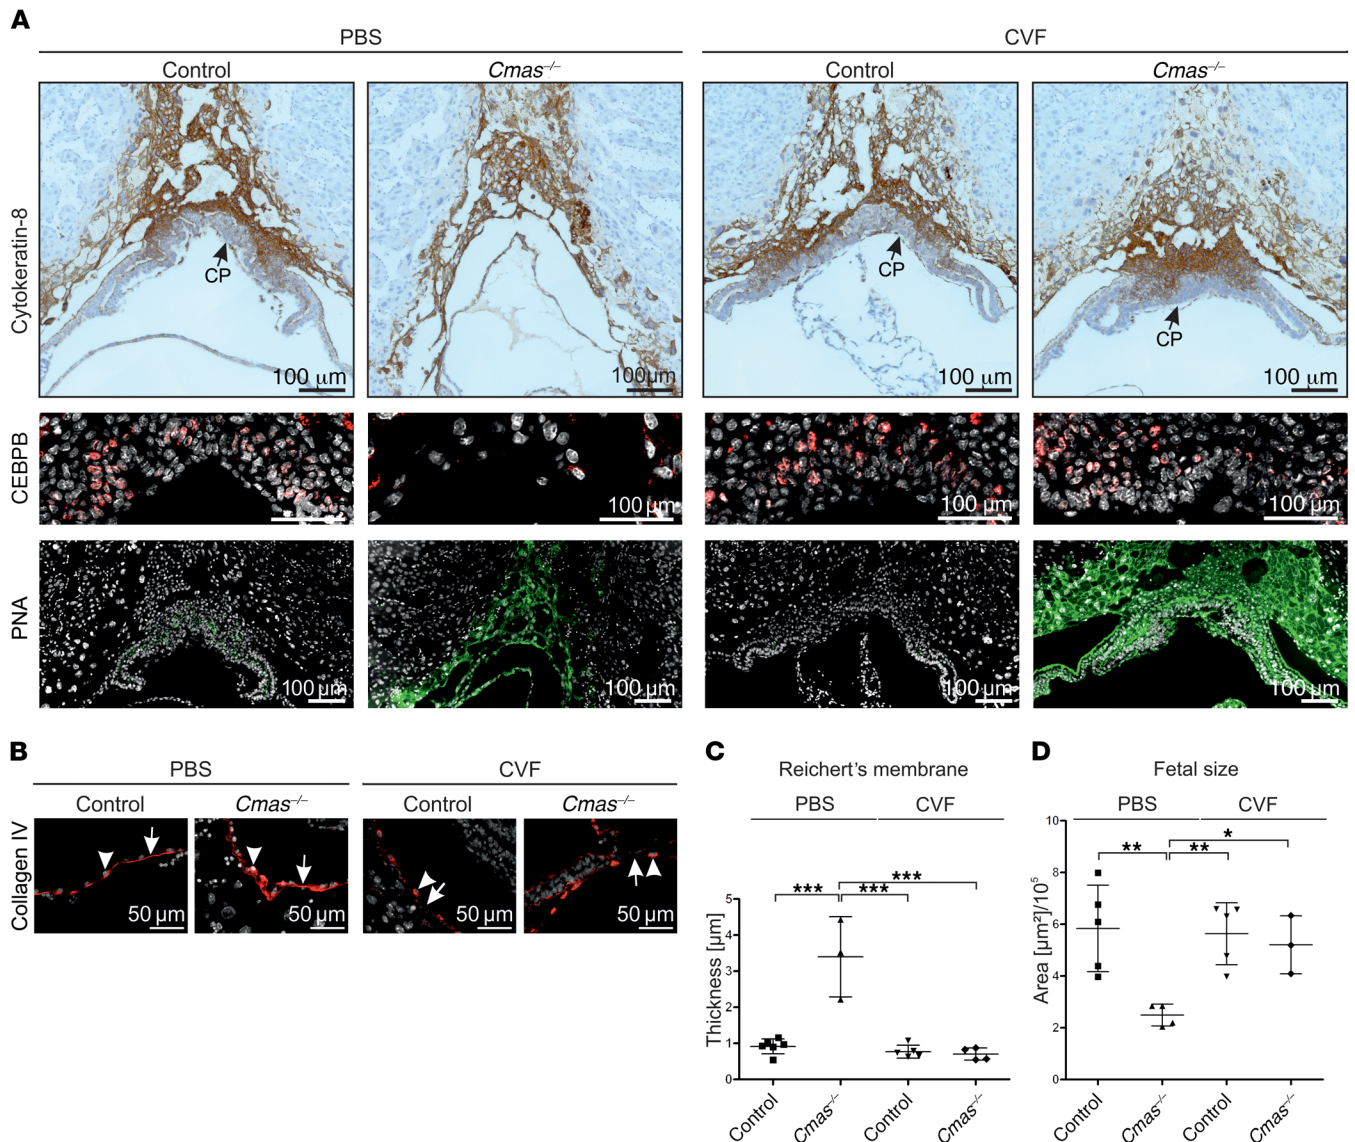 A
PBS
CVF
Control
Cmas–/–
Control
Cmas–/–
Cytokeratin-8
CP
100 µm
100µm
CP
100 µm
CP
100 µm
CEBPB
100 µm
100 µm
100 µm
PNA
100 µm
100 µm
100 µm
100 µm
B
PBS
CVF
Control
Cmas–/–
Control
Cmas–/–
Collagen IV
50 µm
50 µm
50 µm
50 µm
C
Reichert's membrane
PBS
CVF
***
***
***
Thickness [µm]
5
4
3
2
1
0
Control
Cmas–/–
Control
Cmas–/–
D
Fetal size
PBS
CVF
**
**
*
Area [µm²]/10⁵
10
8
6
4
2
0
Control
Cmas–/–
Control
Cmas–/–